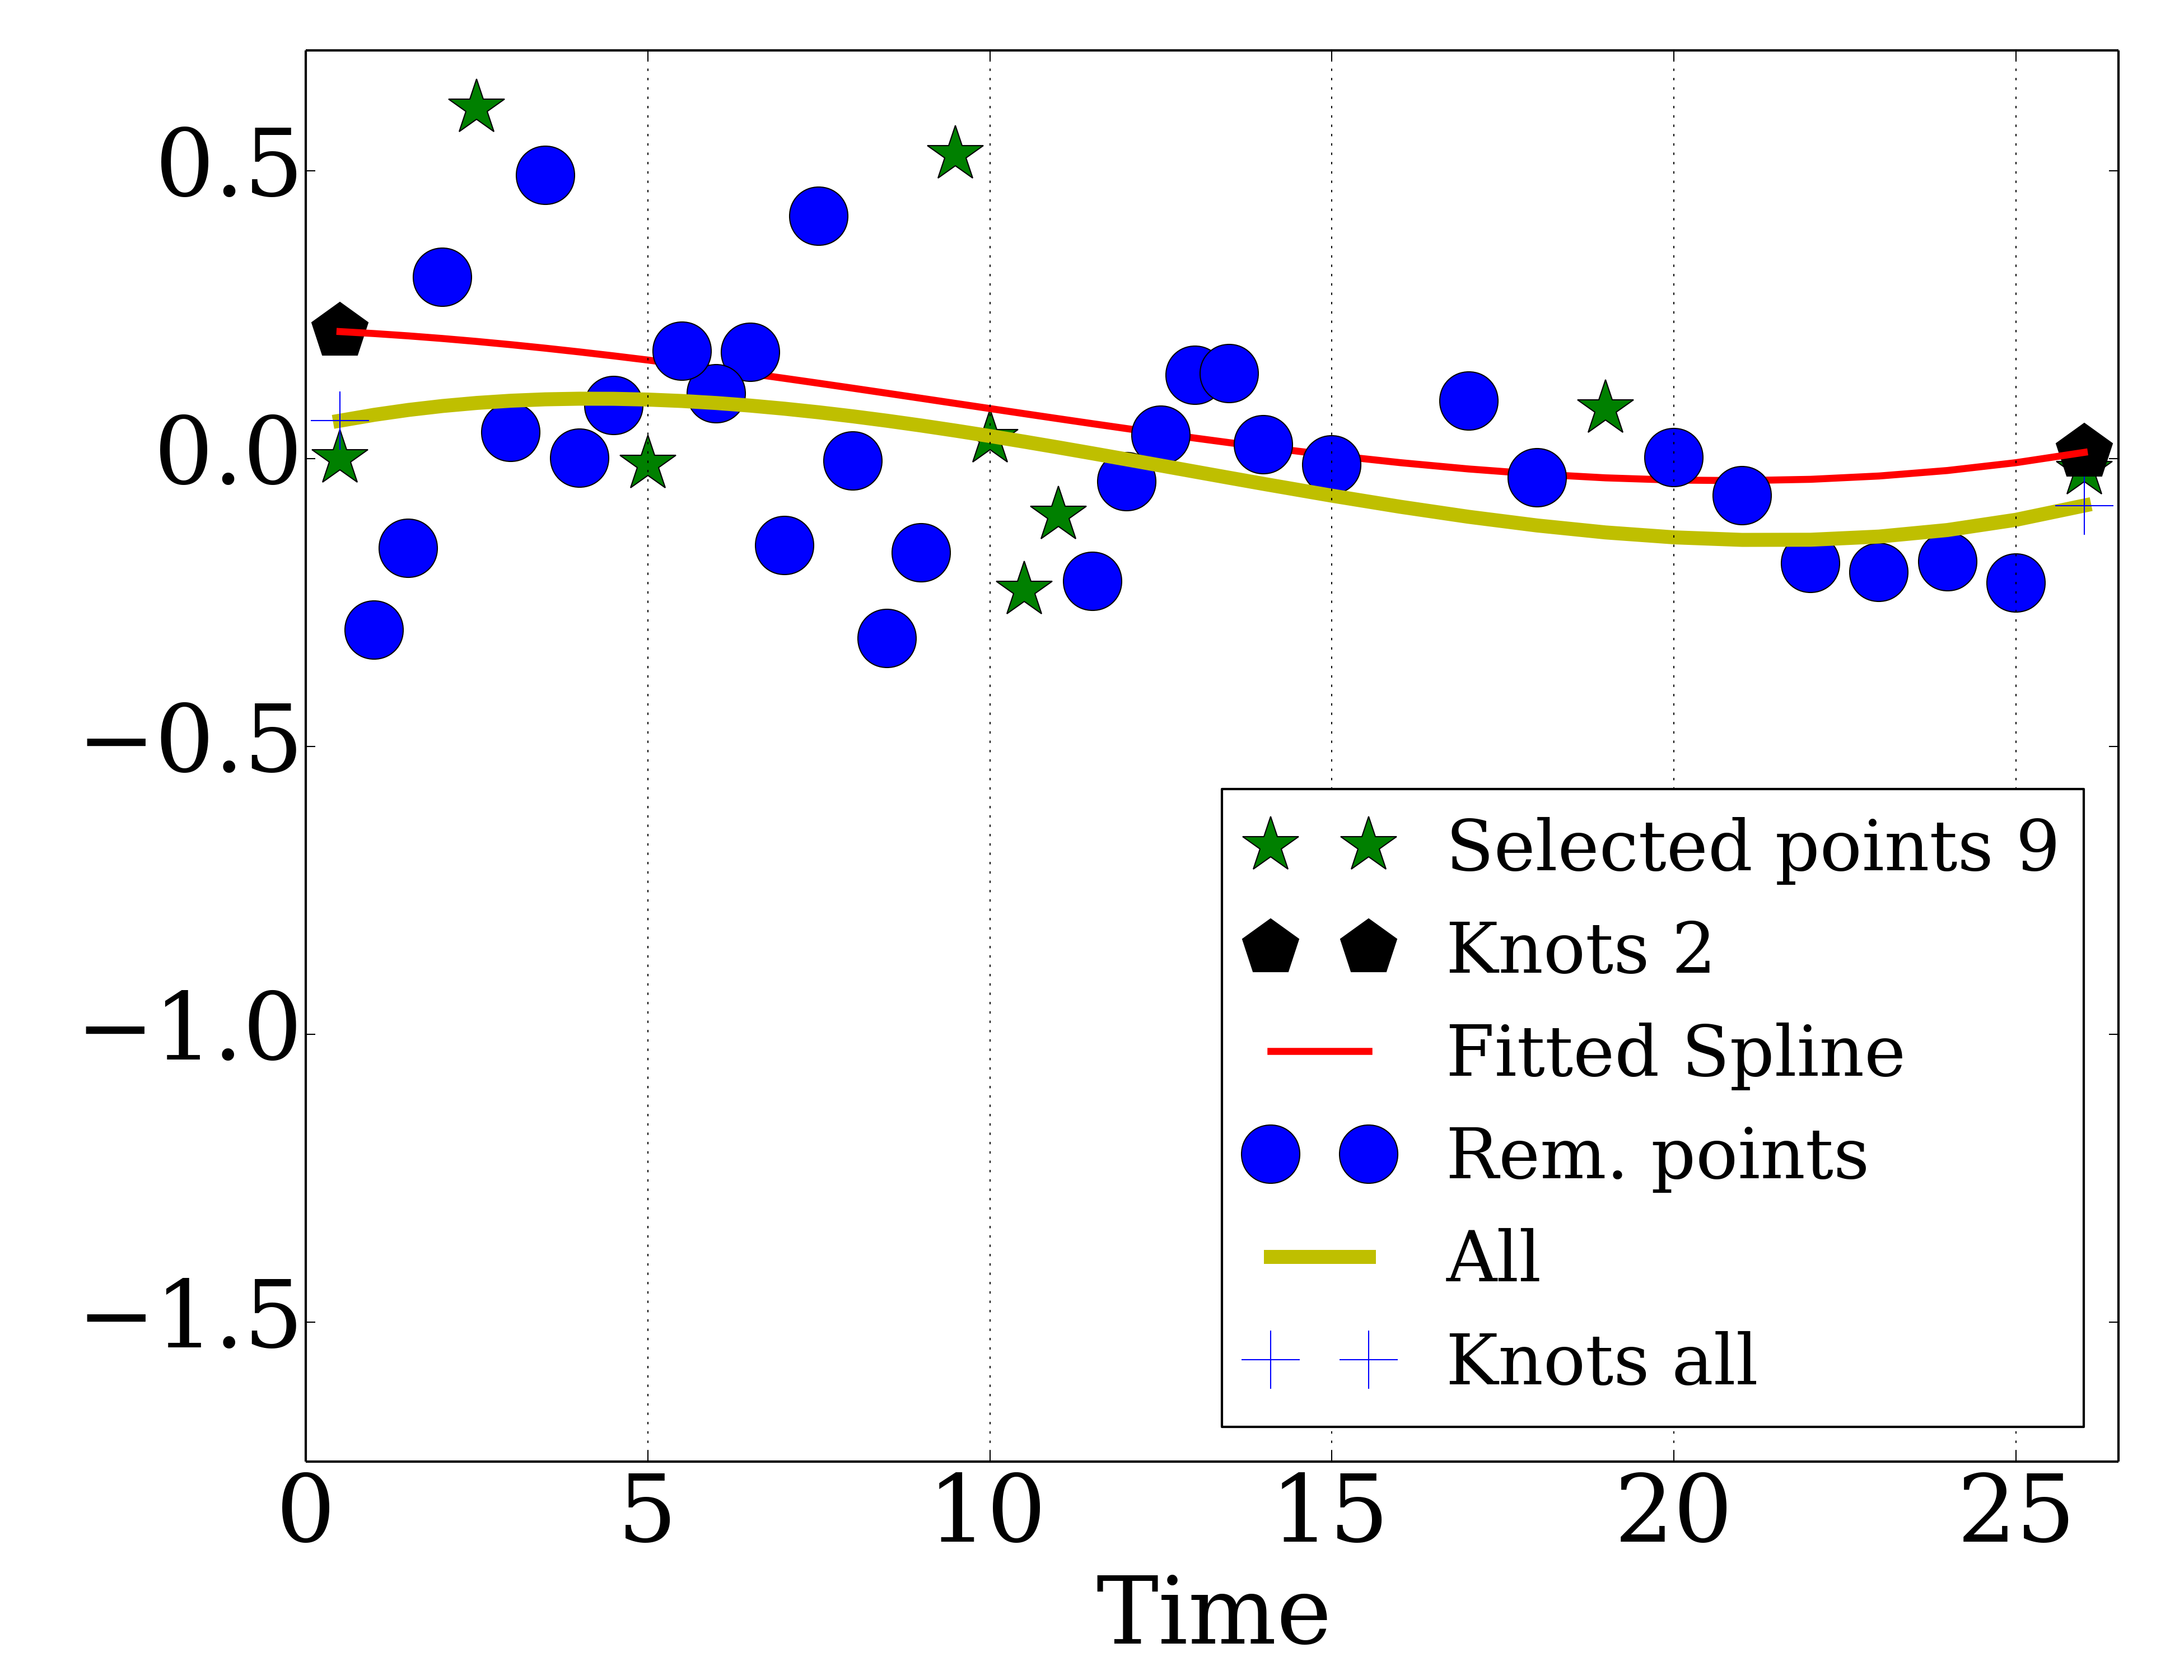 0.5
0.0
−0.5
−1.0
−1.5
Selected points 9
Knots 2
Fitted Spline
Rem. points
All
Knots all
0 5 10 15 20 25
Time